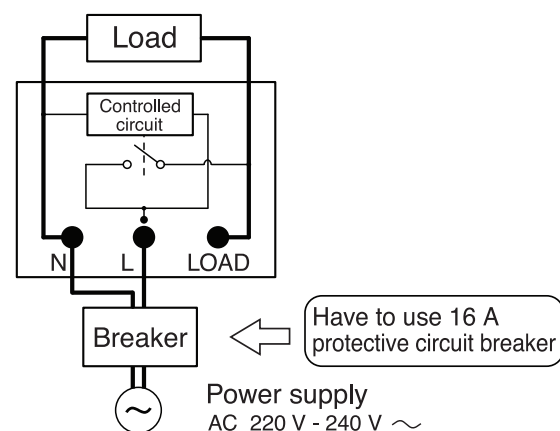 Load
Controlled
circuit
N L LOAD
Breaker
Have to use 16 A
protective circuit breaker
Power supply
AC 220 V - 240 V ～